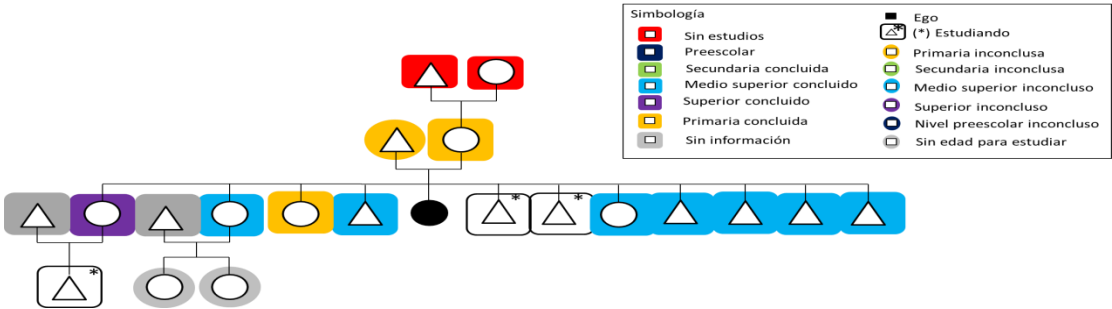 Simbología
Sin estudios
Preescolar
Secundaria concluida
Medio superior concluido
Superior concluido
Primaria concluida
Sin información
Ego
* (*) Estudiando
Primaria inconclusa
Secundaria inconclusa
Medio superior inconcluso
Superior inconcluso
Nivel preescolar inconcluso
Sin edad para estudiar
* *
*